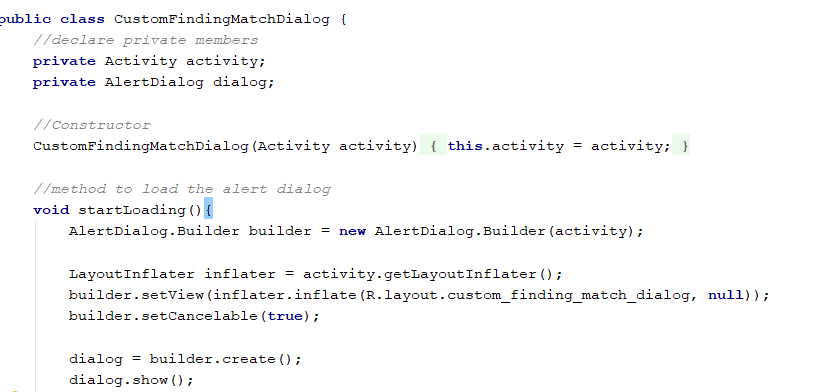 public class CustomFindingMatchDialog {
//declare private members
private Activity activity;
private AlertDialog dialog;
//Constructor
CustomFindingMatchDialog(Activity activity) { this.activity = activity; }
//method to load the alert dialog
void startLoading(){
AlertDialog.Builder builder = new AlertDialog.Builder(activity);
LayoutInflater inflater = activity.getLayoutInflater();
builder.setView(inflater.inflate(R.layout.custom_finding_match_dialog, null));
builder.setCancelable(true);
dialog = builder.create();
dialog.show();